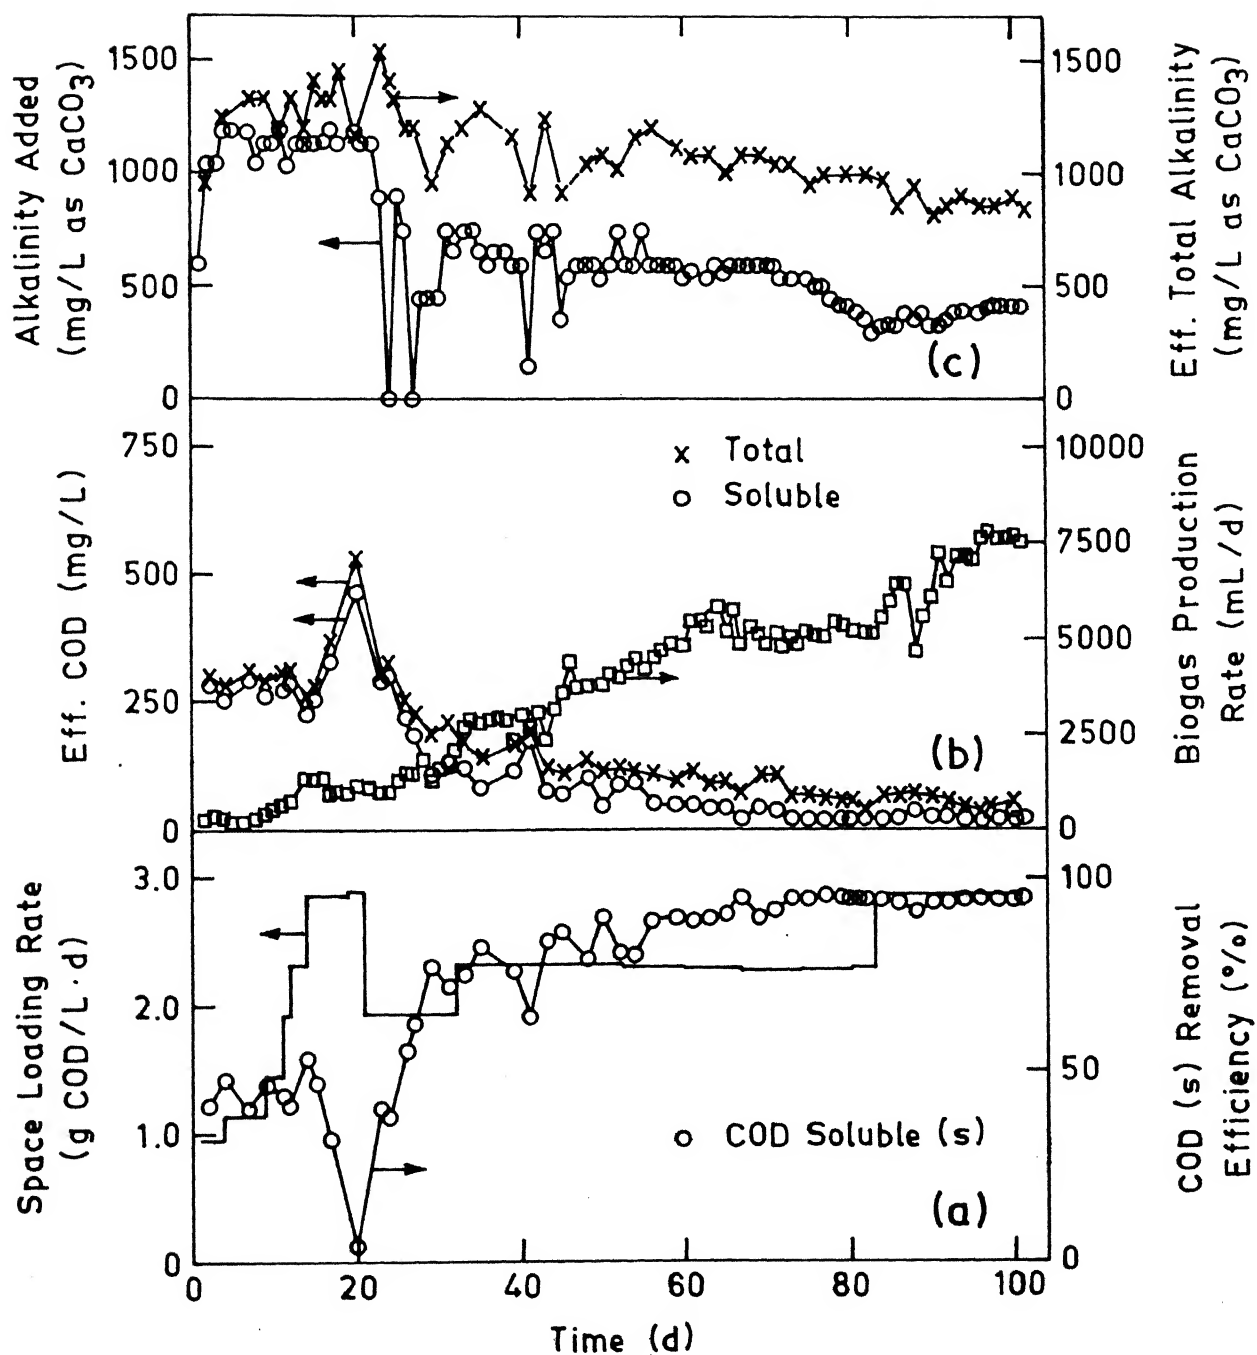 Alkalinity Added
(mg/L as CaCO3)
1500
1000
500
0
1500
1000
500
0
Eff. Total Alkalinity
(mg/L as CaCO3)
(c)
Eff. COD (mg/L)
750
500
250
0
x Total
o Soluble
10000
7500
5000
2500
0
Biogas Production
Rate (mL/d)
(b)
Space Loading Rate
(g COD/L·d)
3.0
2.0
1.0
0
100
50
0
COD (s) Removal
Efficiency (%)
o COD Soluble (s)
(a)
0 20 40 60 80 100
Time (d)